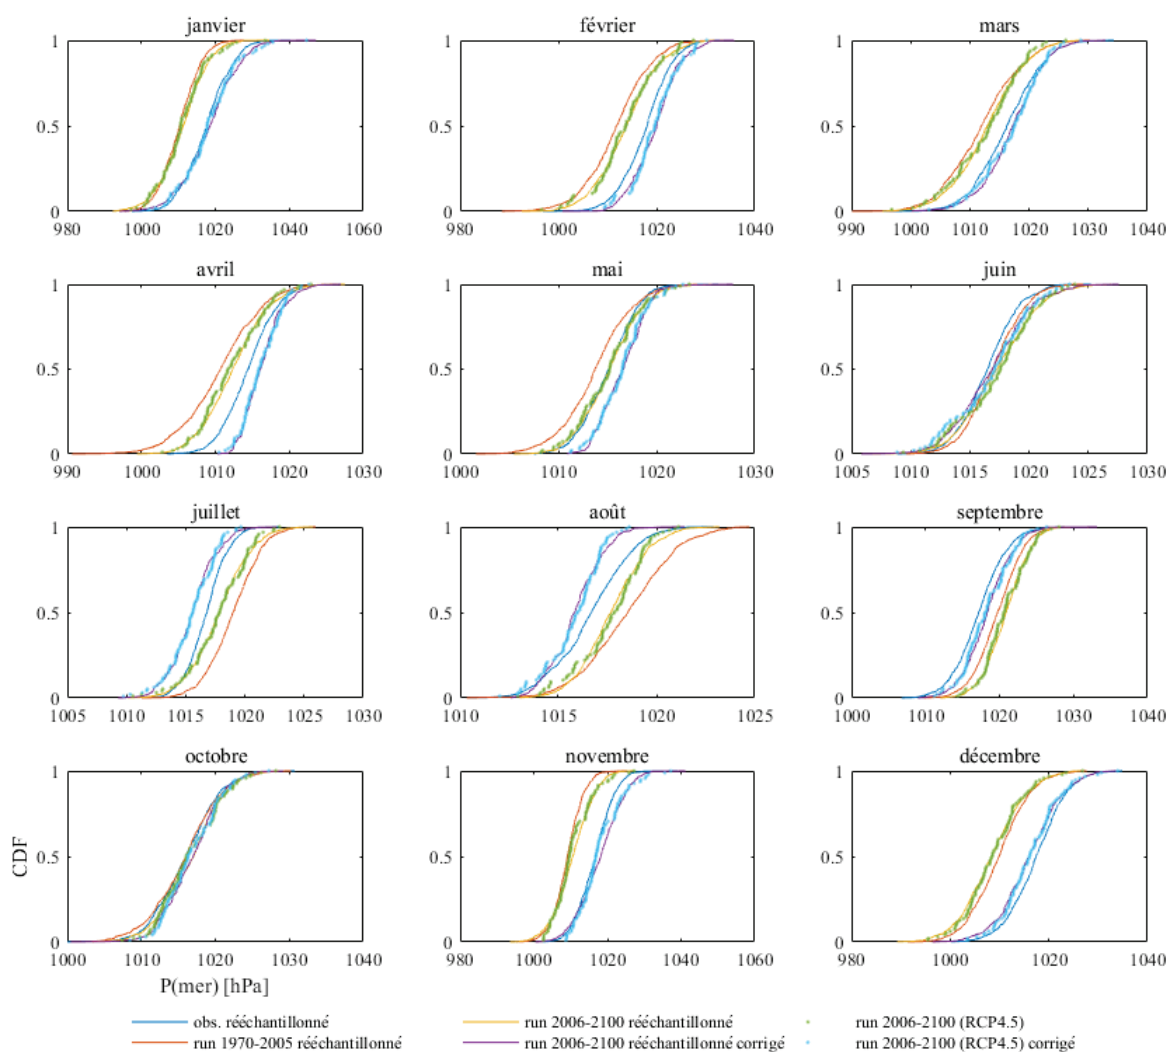 janvier février mars
1 1 1
0.5 0.5 0.5
0 0 0
980 1000 1020 1040 1060 980 1000 1020 1040 990 1000 1010 1020 1030 1040
avril mai juin
1 1 1
0.5 0.5 0.5
0 0 0
990 1000 1010 1020 1030 1000 1010 1020 1030 1005 1010 1015 1020 1025 1030
juillet août septembre
1 1 1
0.5 0.5 0.5
0 0 0
1005 1010 1015 1020 1025 1030 1010 1015 1020 1025 1000 1010 1020 1030 1040
octobre novembre décembre
1 1 1
CDF 0.5 0.5 0.5
0 0 0
1000 1010 1020 1030 1040 980 1000 1020 1040 1060 980 1000 1020 1040
P(mer) [hPa]
obs. rééchantillonné run 2006-2100 rééchantillonné run 2006-2100 (RCP4.5)
run 1970-2005 rééchantillonné run 2006-2100 rééchantillonné corrigé run 2006-2100 (RCP4.5) corrigé